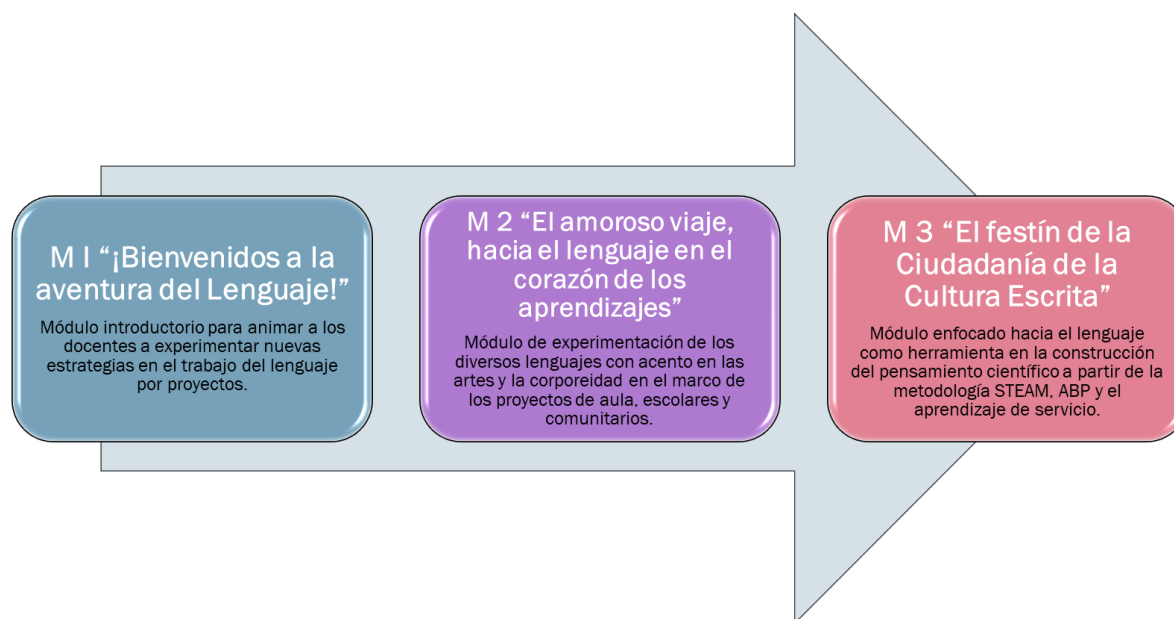 M I “¡Bienvenidos a la
aventura del Lenguaje!”
Módulo introductorio para animar a los
docentes a experimentar nuevas
estrategias en el trabajo del lenguaje
por proyectos.
M 2 “El amoroso viaje,
hacia el lenguaje en el
corazón de los
aprendizajes”
Módulo de experimentación de los
diversos lenguajes con acento en las
artes y la corporeidad en el marco de
los proyectos de aula, escolares y
comunitarios.
M 3 “El festín de la
Ciudadanía de la
Cultura Escrita”
Módulo enfocado hacia el lenguaje
como herramienta en la construcción
del pensamiento científico a partir de la
metodología STEAM, ABP y el
aprendizaje de servicio.